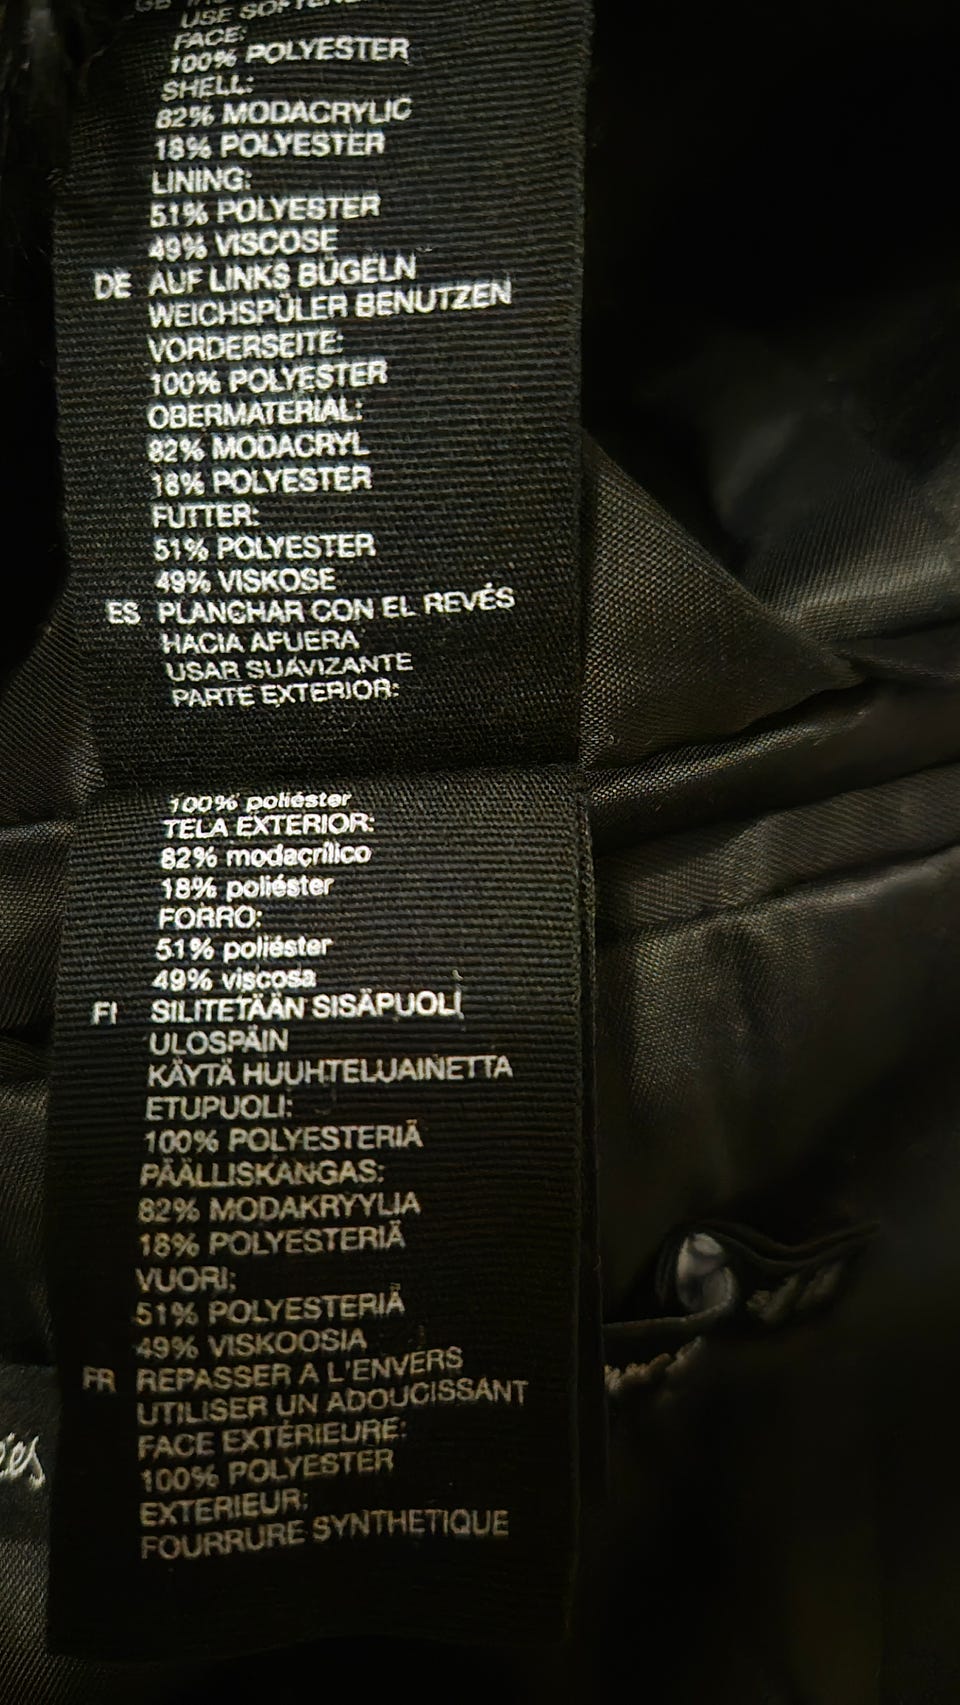 GB
USE SOFTEN
FACE:
100% POLYESTER
SHELL:
82% MODACRYLIC
18% POLYESTER
LINING:
51% POLYESTER
49% VISCOSE
DE AUF LINKS BÜGELN
WEICHSPÜLER BENUTZEN
VORDERSEITE:
100% POLYESTER
OBERMATERIAL:
82% MODACRYL
18% POLYESTER
FUTTER:
51% POLYESTER
49% VISKOSE
ES PLANCHAR CON EL REVÉS
HACIA AFUERA
USAR SUAVIZANTE
PARTE EXTERIOR:
100% poliéster
TELA EXTERIOR:
82% modacrílico
18% poliéster
FORRO:
51% poliéster
49% viscosa
FI SILITETÄÄN SISÄPUOLI
ULOSPÄIN
KÄYTÄ HUUHTELUAINETTA
ETUPUOLI:
100% POLYESTERIÄ
PÄÄLLISKANGAS:
82% MODAKRYYLIA
18% POLYESTERIÄ
VUORI:
51% POLYESTERIÄ
49% VISKOOSIA
FR REPASSER A L'ENVERS
UTILISER UN ADOUCISSANT
FACE EXTÉRIEURE:
100% POLYESTER
EXTERIEUR:
FOURRURE SYNTHETIQUE